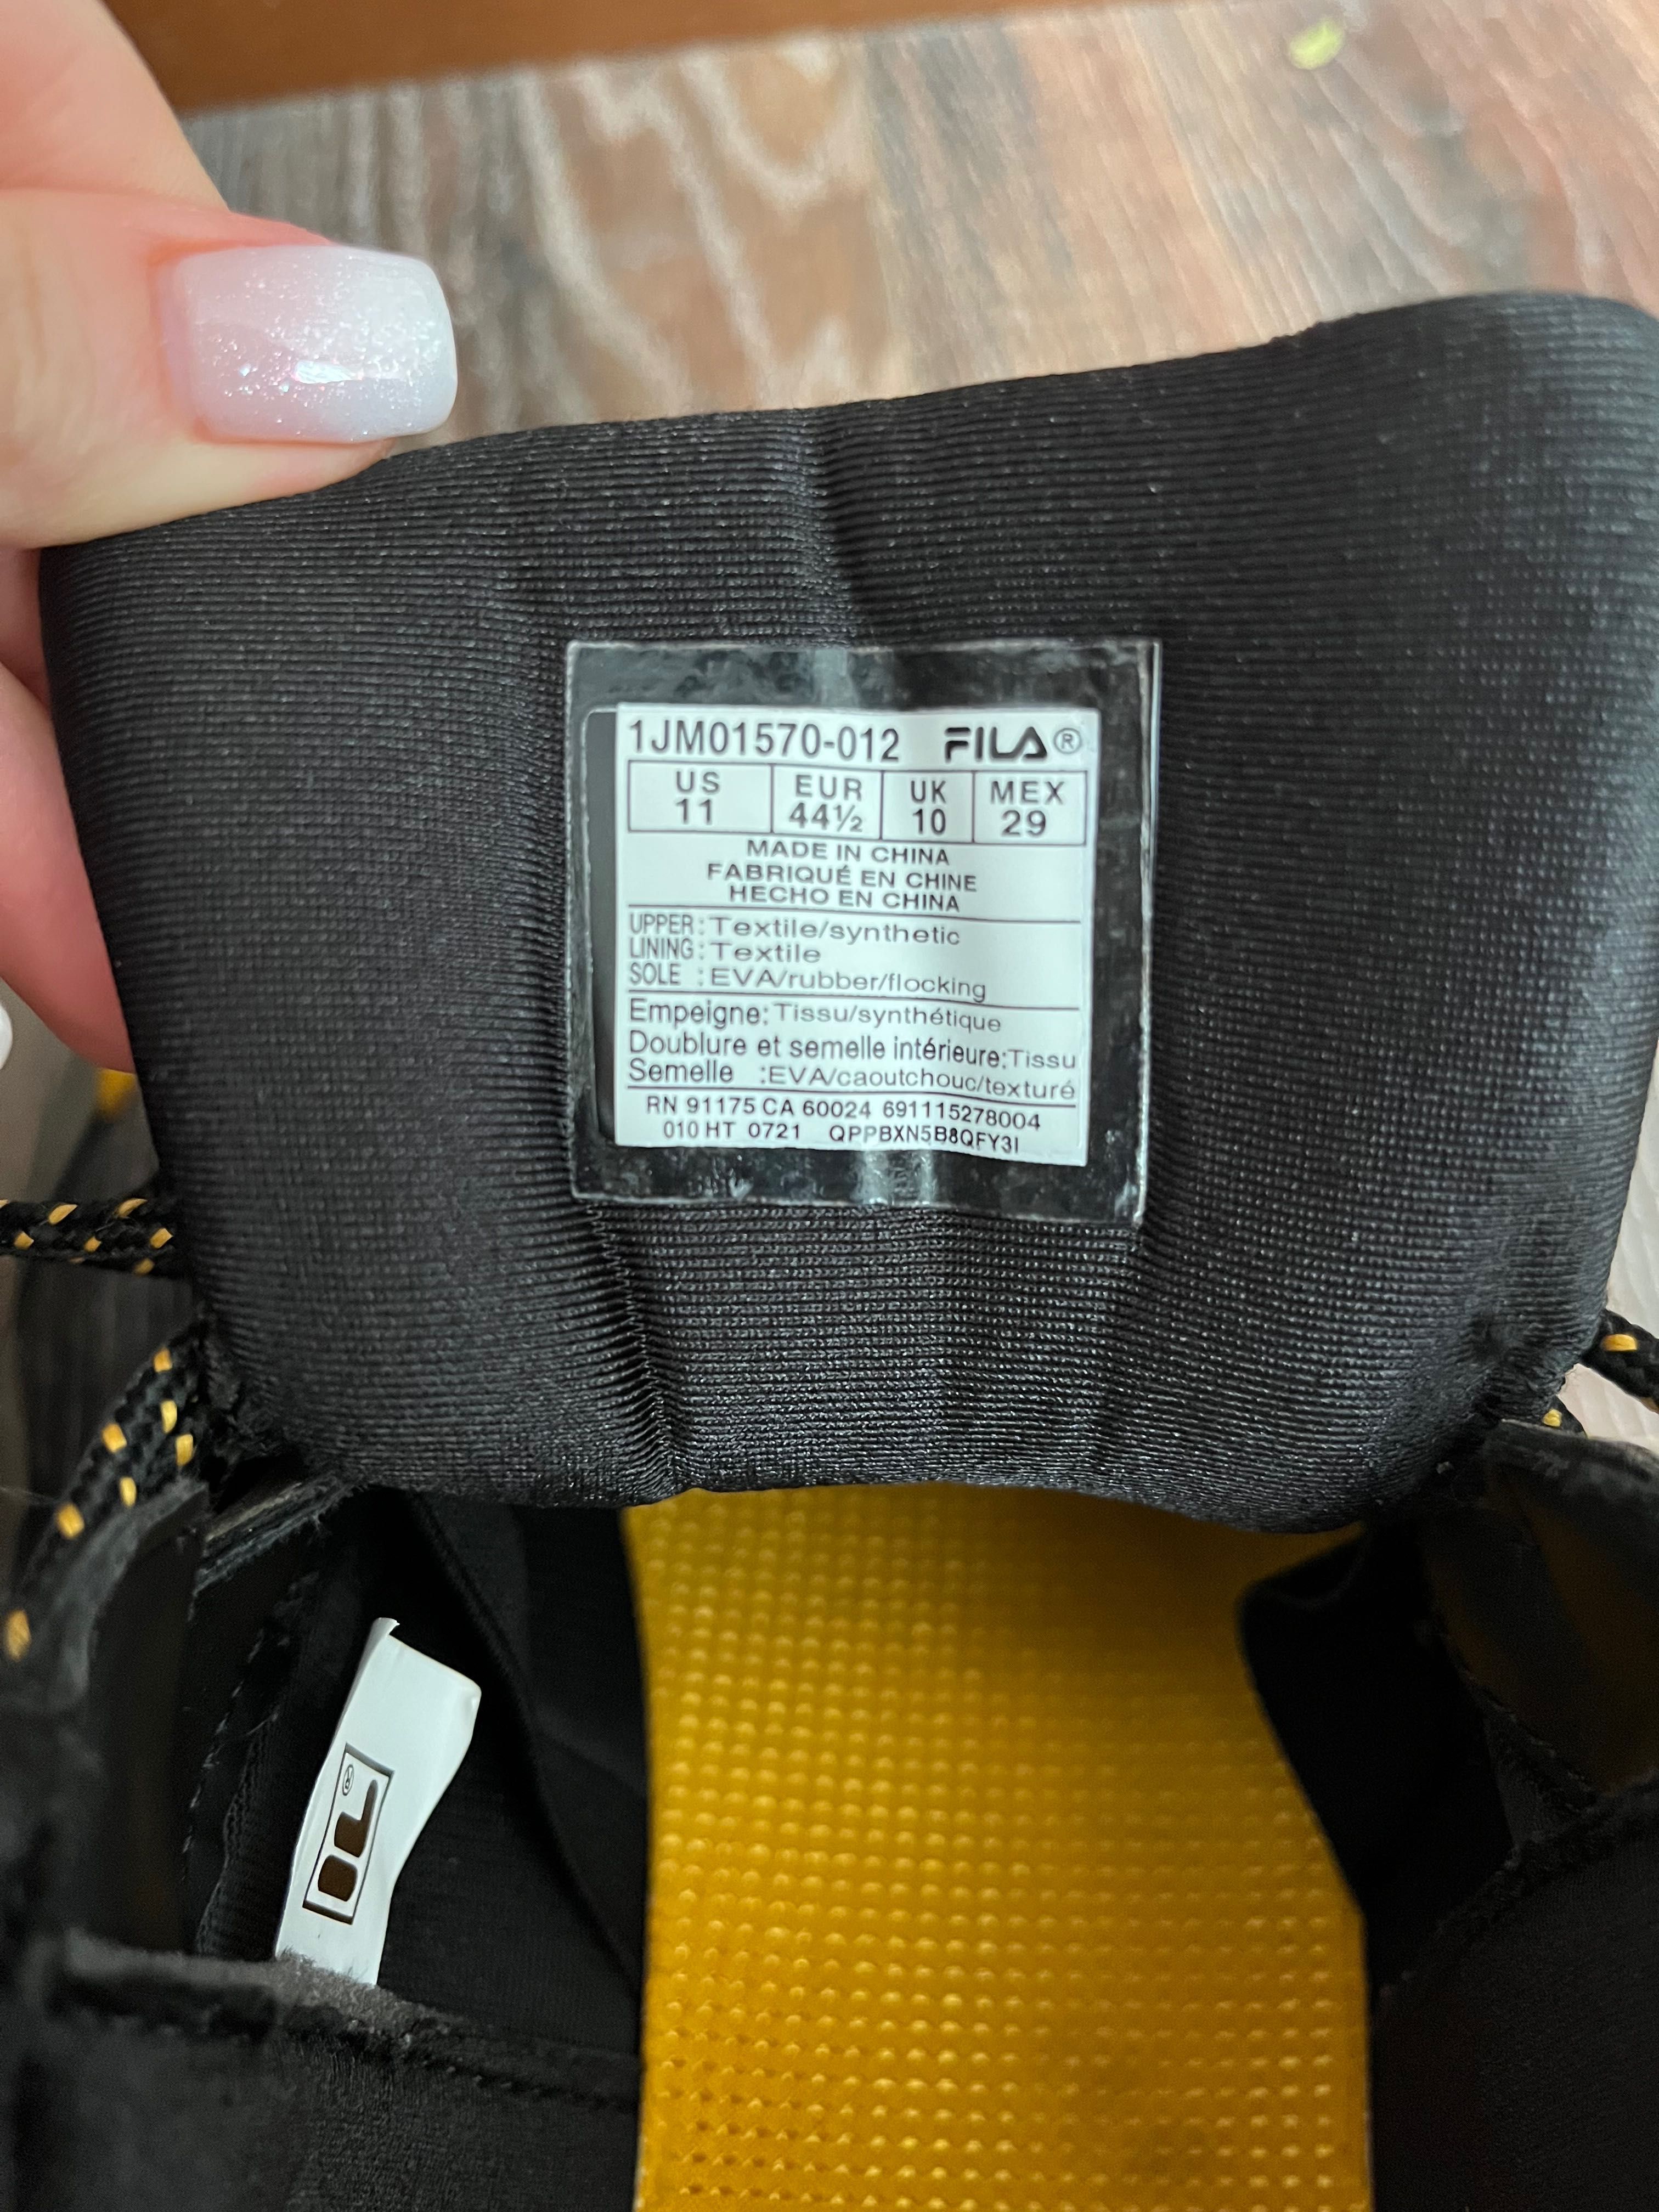 1JM01570-012 FILA®
US EUR UK MEX
11 44½ 10 29
MADE IN CHINA
FABRIQUÉ EN CHINE
HECHO EN CHINA
UPPER: Textile/synthetic
LINING: Textile
SOLE : EVA/rubber/flocking
Empeigne: Tissu/synthétique
Doublure et semelle intérieure: Tissu
Semelle :EVA/caoutchouc/texturé
RN 91175 CA 60024 691115278004
010 HT 0721 QPPBXN5B8QFY3I
IL®